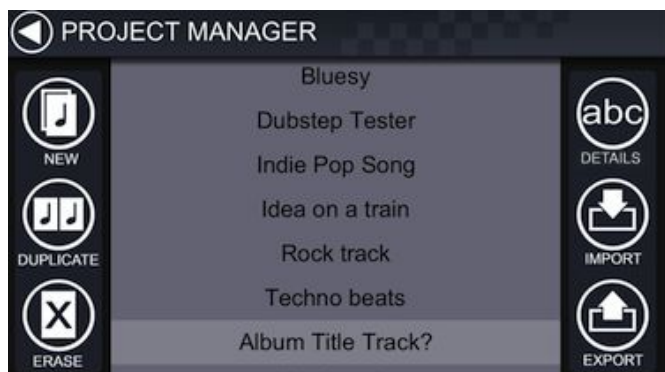 PROJECT MANAGER
NEW
DUPLICATE
ERASE
Bluesy
Dubstep Tester
Indie Pop Song
Idea on a train
Rock track
Techno beats
Album Title Track?
abc
DETAILS
IMPORT
EXPORT